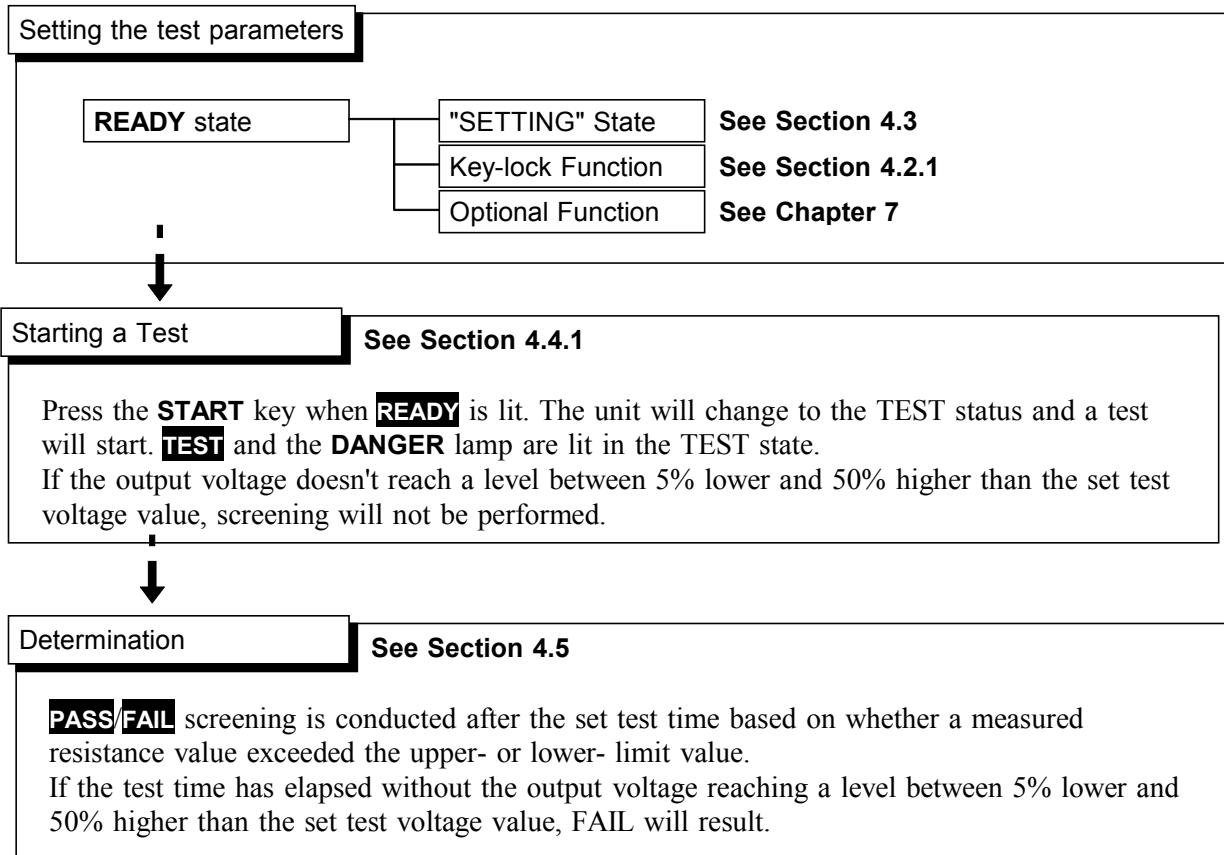 Setting the test parameters
READY state
"SETTING" State See Section 4.3
Key-lock Function See Section 4.2.1
Optional Function See Chapter 7
Starting a Test
See Section 4.4.1
Press the START key when READY is lit. The unit will change to the TEST status and a test
will start. TEST and the DANGER lamp are lit in the TEST state.
If the output voltage doesn't reach a level between 5% lower and 50% higher than the set test
voltage value, screening will not be performed.
Determination
See Section 4.5
PASS/FAIL screening is conducted after the set test time based on whether a measured
resistance value exceeded the upper- or lower- limit value.
If the test time has elapsed without the output voltage reaching a level between 5% lower and
50% higher than the set test voltage value, FAIL will result.